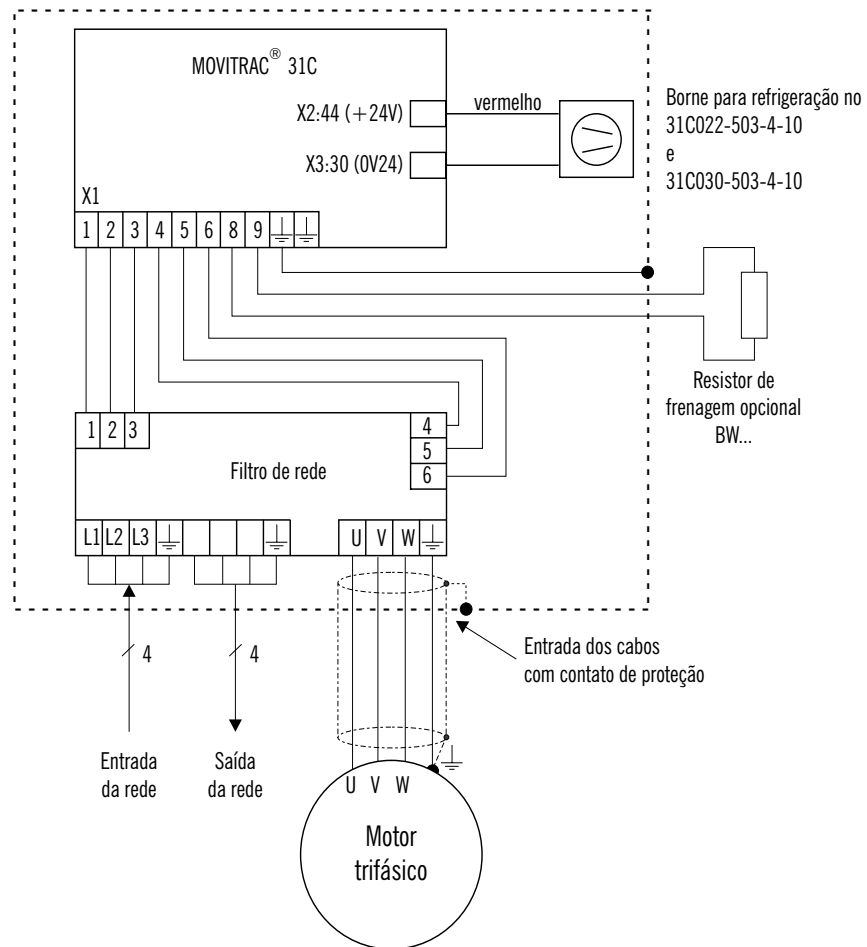 MOVITRAC® 31C
X2:44 (+24V)
vermelho
X3:30 (0V24)
Borne para refrigeração no
31C022-503-4-10
e
31C030-503-4-10
X1
1 2 3 4 5 6 8 9
Resistor de
frenagem opcional
BW...
1 2 3
4
5
6
Filtro de rede
L1 L2 L3
U V W
4
4
Entrada dos cabos
com contato de proteção
Entrada
da rede
Saída
da rede
U V W
Motor
trifásico